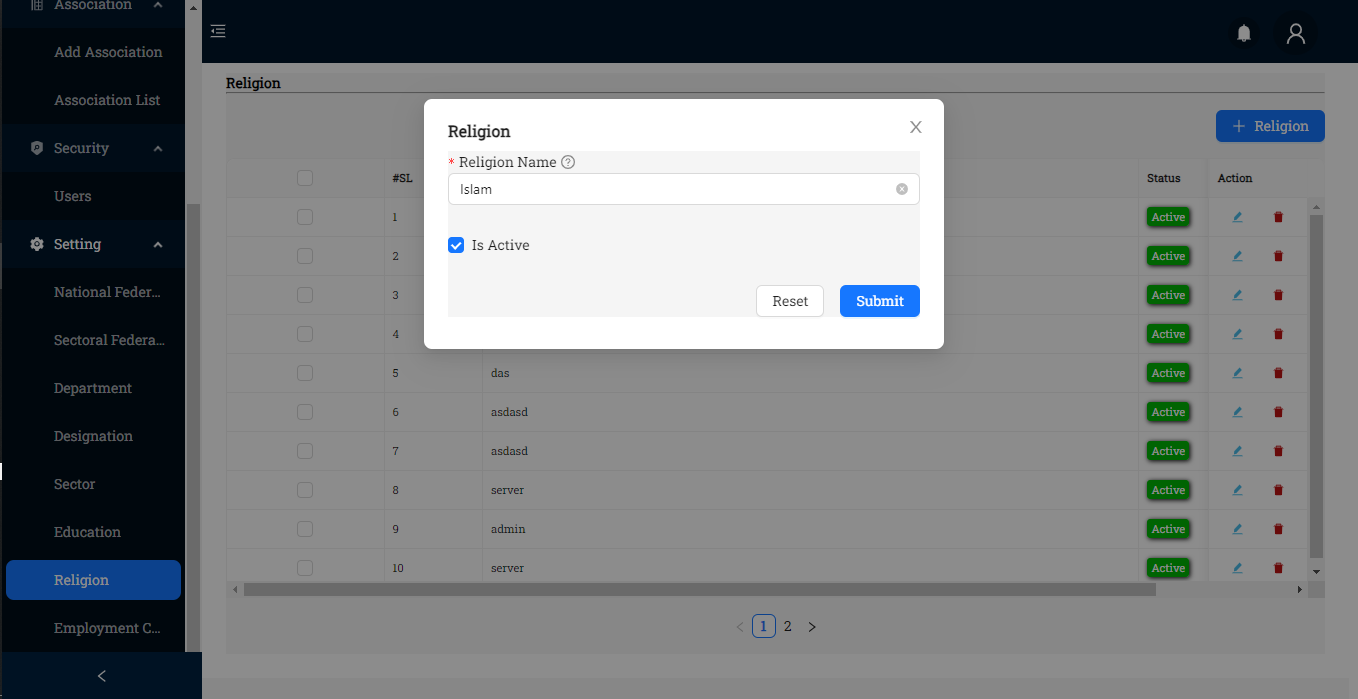 Association
Add Association
Association List
Security
Users
Setting
National Feder...
Sectoral Federa...
Department
Designation
Sector
Education
Religion
Employment C...
Religion
+ Religion
#SL Status Action
Religion
* Religion Name
Islam
Is Active
Reset Submit
1 Active
2 Active
3 Active
4 Active
5 das Active
6 asdasd Active
7 asdasd Active
8 server Active
9 admin Active
10 server Active
< 1 2 >